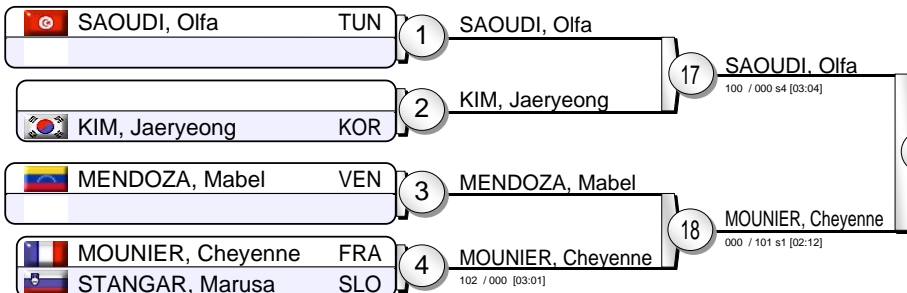 SAOUDI, Olfa TUN
1
SAOUDI, Olfa
17
SAOUDI, Olfa
100 / 000 s4 [03:04]
2
KIM, Jaeryeong
KIM, Jaeryeong KOR
MENDOZA, Mabel VEN
3
MENDOZA, Mabel
18
MOUNIER, Cheyenne
000 / 101 s1 [02:12]
MOUNIER, Cheyenne FRA
4
MOUNIER, Cheyenne
102 / 000 [03:01]
STANGAR, Marusa SLO